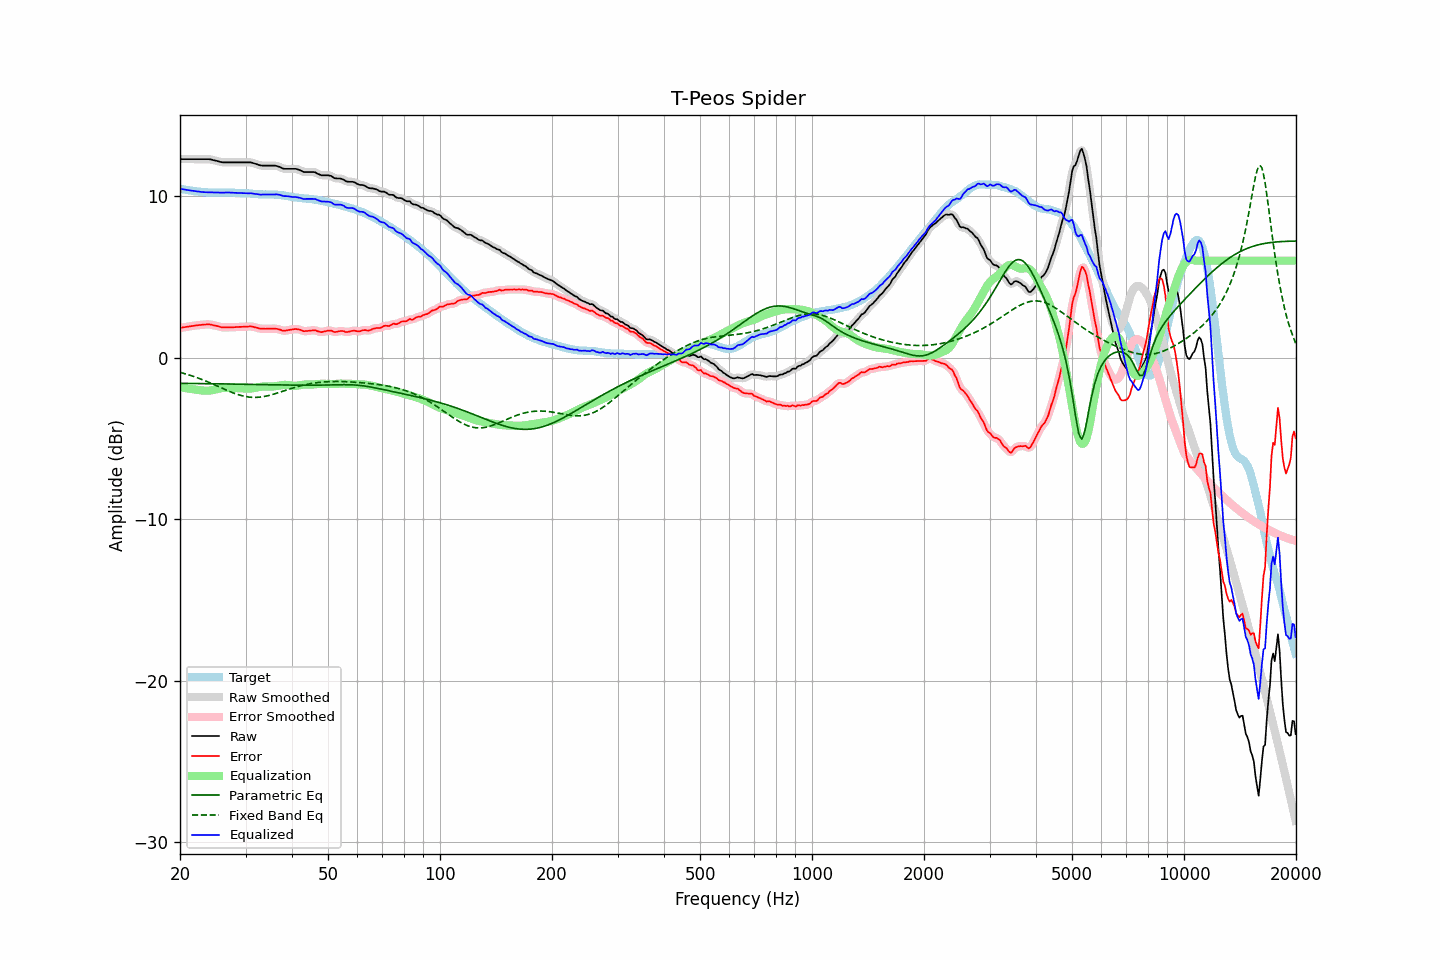 T-Peos Spider
Amplitude (dBr)
10
0
−10
−20
−30
Target
Raw Smoothed
Error Smoothed
Raw
Error
Equalization
Parametric Eq
Fixed Band Eq
Equalized
20 50 100 200 500 1000 2000 5000 10000 20000
Frequency (Hz)